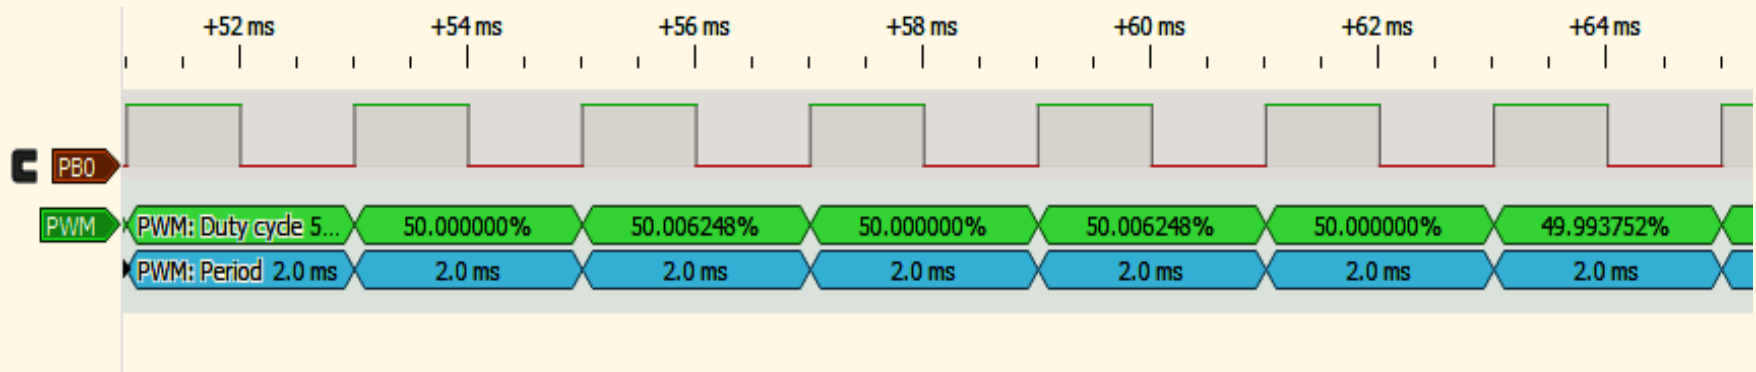 +52 ms +54 ms +56 ms +58 ms +60 ms +62 ms +64 ms
PB0
PWM PWM: Duty cycle 5... 50.000000% 50.006248% 50.000000% 50.006248% 50.000000% 49.993752%
PWM: Period 2.0 ms 2.0 ms 2.0 ms 2.0 ms 2.0 ms 2.0 ms 2.0 ms